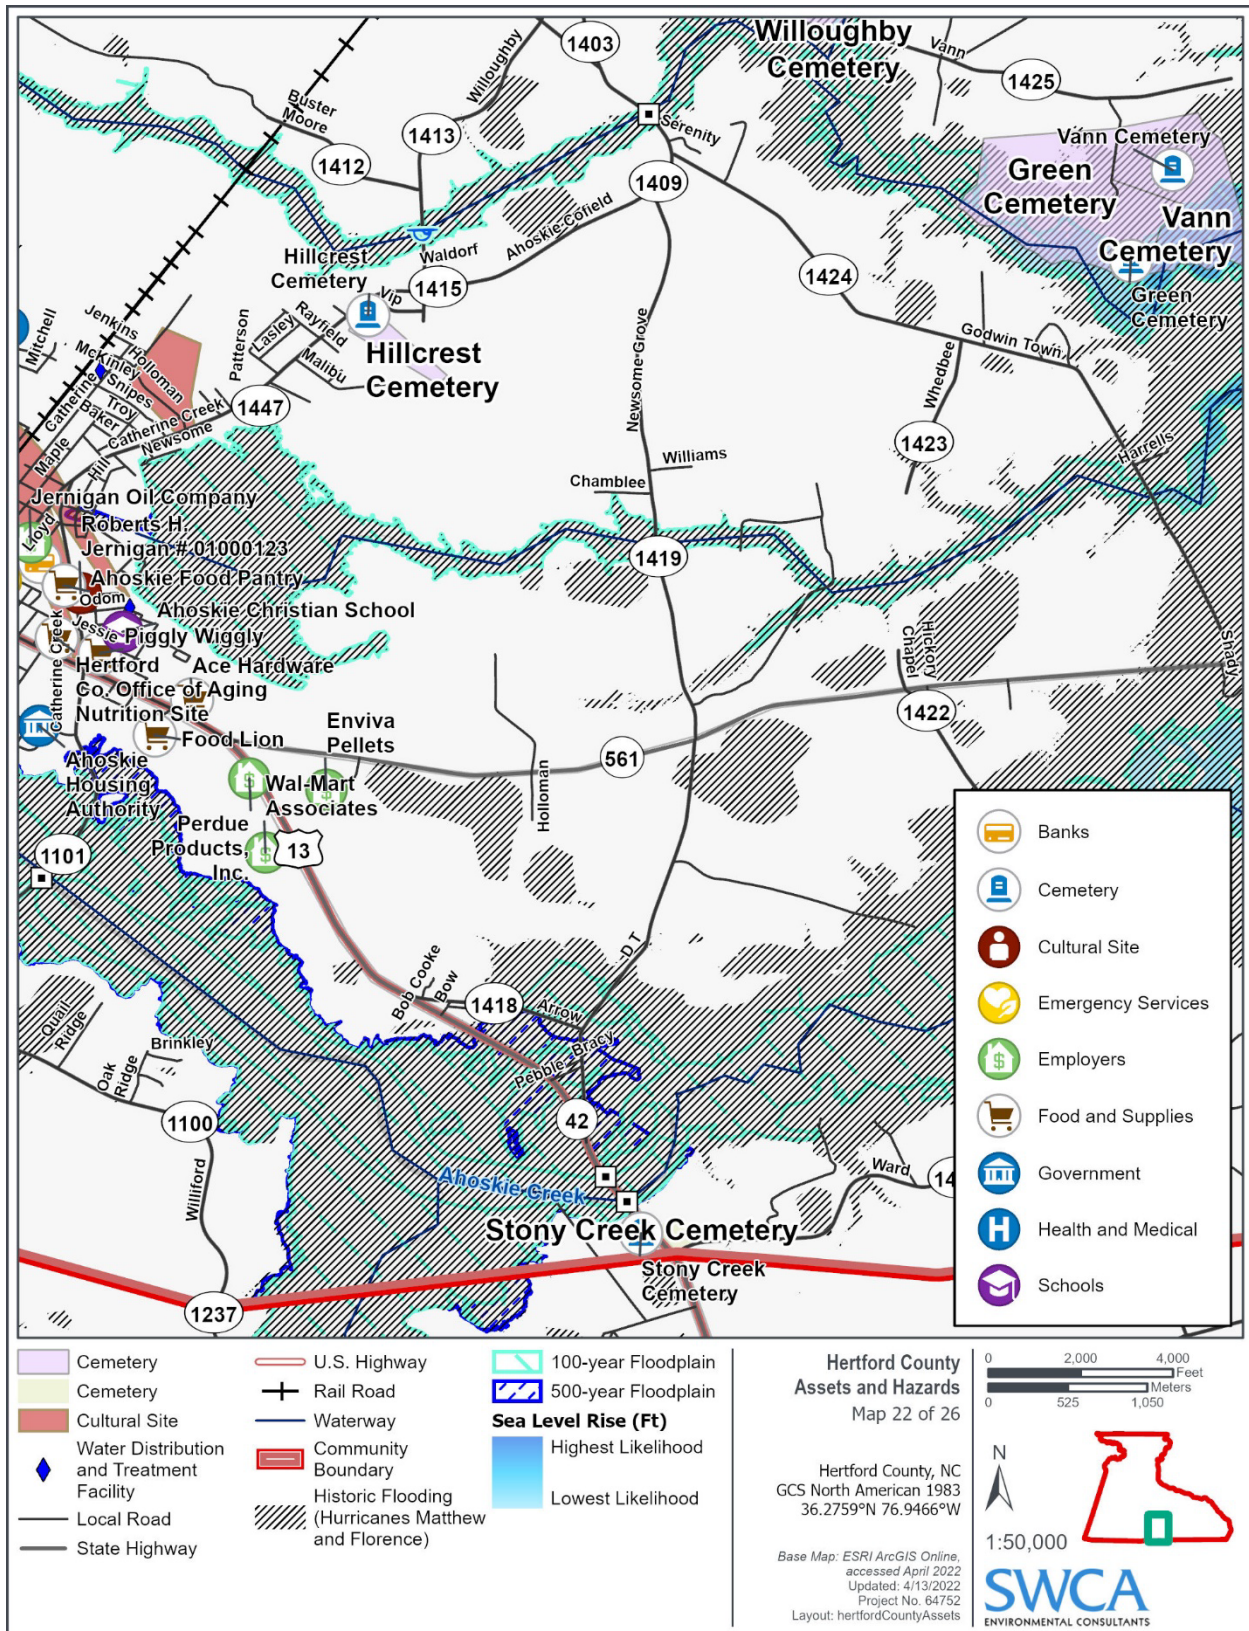 1403
Willoughby
Cemetery
Willoughby
Vann
1425
Buster
Moore
1413
Serenity
Vann Cemetery
1412
1409
Green
Cemetery
Ahoskie-Cofield
Vann
Cemetery
Hillcrest
Cemetery
Waldorf
1424
1415
Vip
Green
Cemetery
Jenkins
Mitchell
Holloman
McKinley
Snipes
Catherine
Troy
Baker
Patterson
Lasley
Rayfield
Malibu
Hillcrest
Cemetery
Newsome Grove
Godwin Town
Whedbee
1447
Catherine Creek
Newsome
Maple
Hill
1423
Harrells
Williams
Chamblee
Jernigan Oil Company
Roberts H.
Jernigan # 01000123
Lloyd
1419
Ahoskie Food Pantry
Odom
Ahoskie Christian School
Jessie
Piggly Wiggly
Catherine Creek
Hertford
Co. Office of Aging
Nutrition Site
Ace Hardware
Hickory
Chapel
Shady
1422
Enviva
Pellets
Food Lion
561
Ahoskie
Housing
Authority
Wal-Mart
Associates
Holloman
Perdue
Products,
Inc.
13
1101
D T
Bob Cooke
Bow
1418
Arrow
Quail
Ridge
Brinkley
Oak
Ridge
Bracy
Pebble
1100
42
Ward
14
Williford
Ahoskie Creek
Stony Creek Cemetery
Stony Creek
Cemetery
1237
Banks
Cemetery
Cultural Site
Emergency Services
Employers
Food and Supplies
Government
H
Health and Medical
Schools
Cemetery
Cemetery
Cultural Site
Water Distribution
and Treatment
Facility
Local Road
State Highway
U.S. Highway
Rail Road
Waterway
Community
Boundary
Historic Flooding
(Hurricanes Matthew
and Florence)
100-year Floodplain
500-year Floodplain
Sea Level Rise (Ft)
Highest Likelihood
Lowest Likelihood
Hertford County
Assets and Hazards
Map 22 of 26
Hertford County, NC
GCS North American 1983
36.2759°N 76.9466°W
Base Map: ESRI ArcGIS Online,
accessed April 2022
Updated: 4/13/2022
Project No. 64752
Layout: hertfordCountyAssets
0 2,000 4,000
Feet
Meters
0 525 1,050
N
1:50,000
SWCA
ENVIRONMENTAL CONSULTANTS